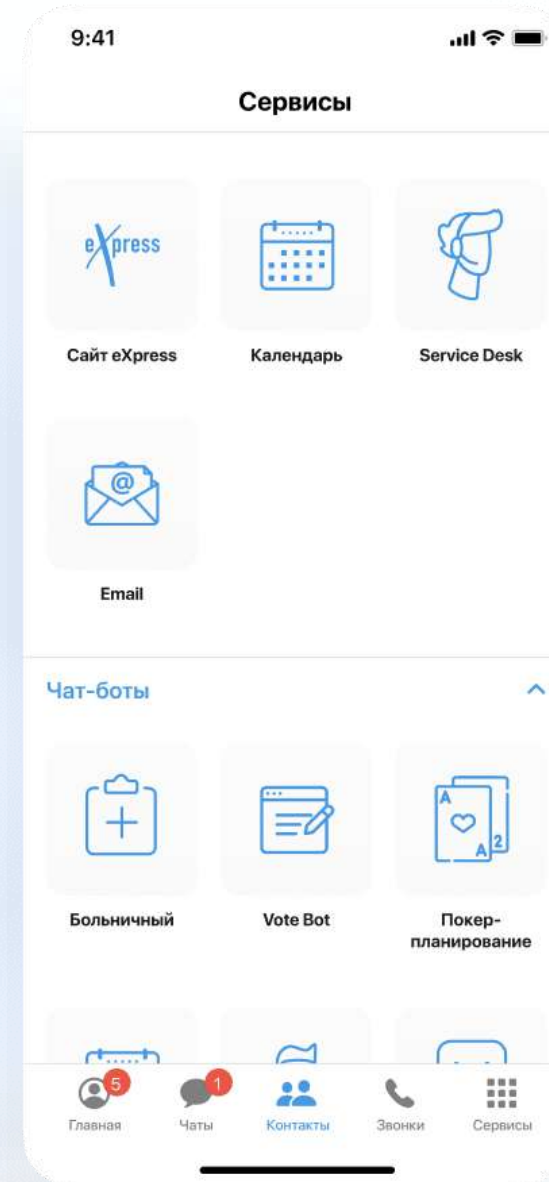 9:41
Сервисы
eXpress
Сайт eXpress
Календарь
Service Desk
@
Email
Чат-боты
A
A
2
Больничный
Vote Bot
Покер-
планирование
5
1
Главная
Чаты
Контакты
Звонки
Сервисы